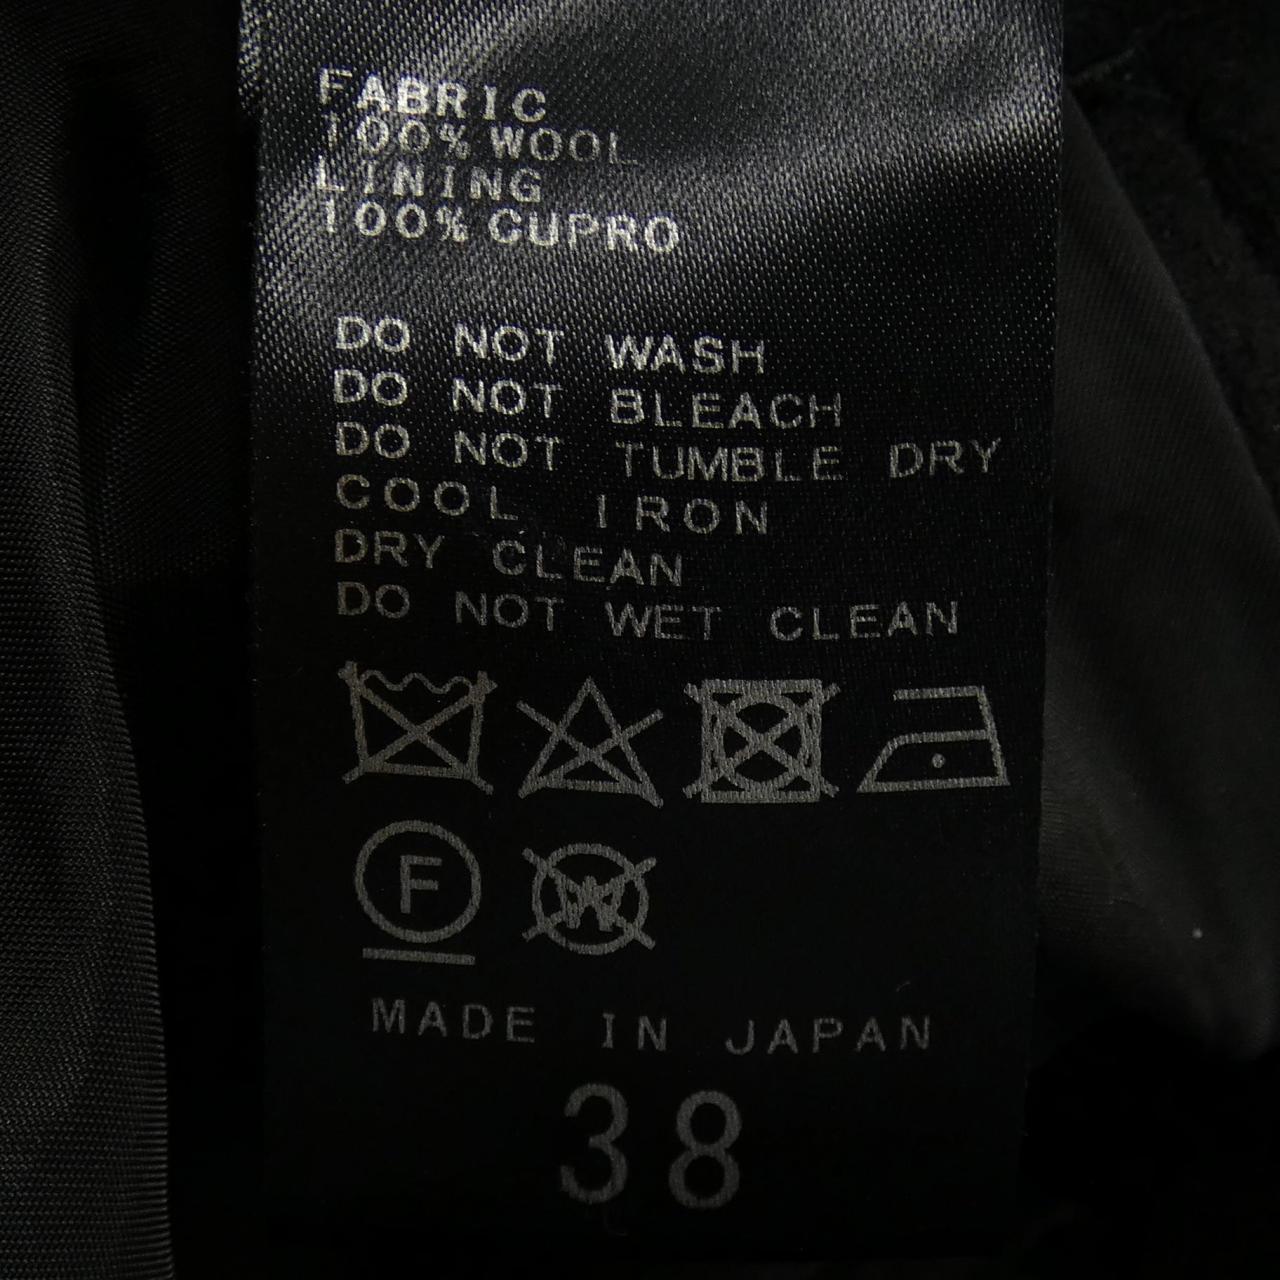 FABRIC
100% WOOL
LINING
100% CUPRO
DO NOT WASH
DO NOT BLEACH
DO NOT TUMBLE DRY
COOL IRON
DRY CLEAN
DO NOT WET CLEAN
F W
MADE IN JAPAN
38